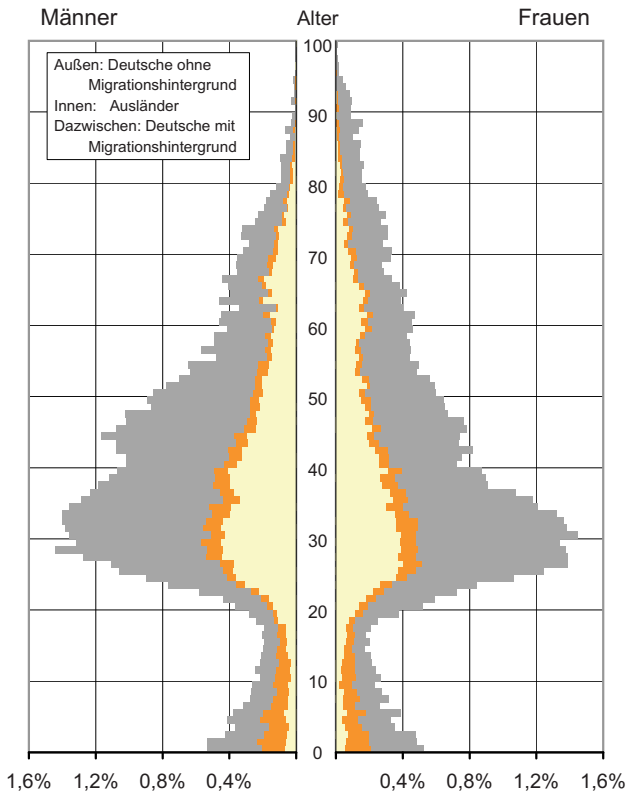 Männer Alter Frauen
100
Außen: Deutsche ohne
Migrationshintergrund
Innen: Ausländer
Dazwischen: Deutsche mit
Migrationshintergrund
90
80
70
60
50
40
30
20
10
0
1,6% 1,2% 0,8% 0,4% 0,4% 0,8% 1,2% 1,6%